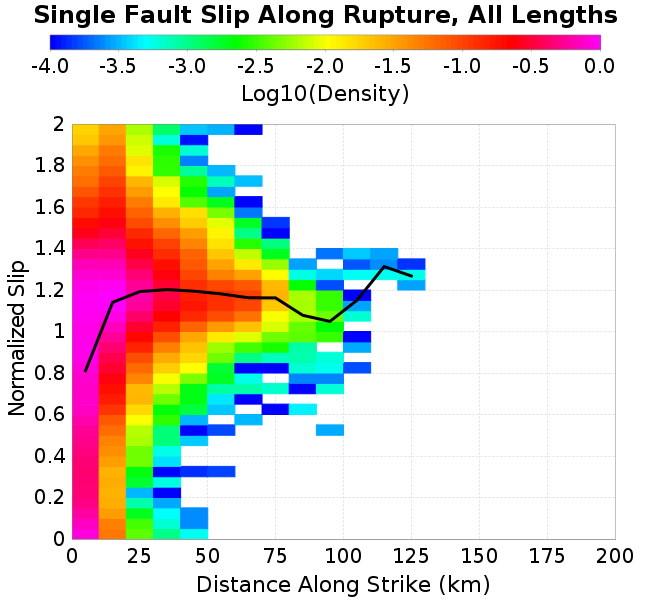 Single Fault Slip Along Rupture, All Lengths
-4.0 -3.5 -3.0 -2.5 -2.0 -1.5 -1.0 -0.5 0.0
Log10(Density)
Normalized Slip
2
1.8
1.6
1.4
1.2
1
0.8
0.6
0.4
0.2
0
0 25 50 75 100 125 150 175 200
Distance Along Strike (km)